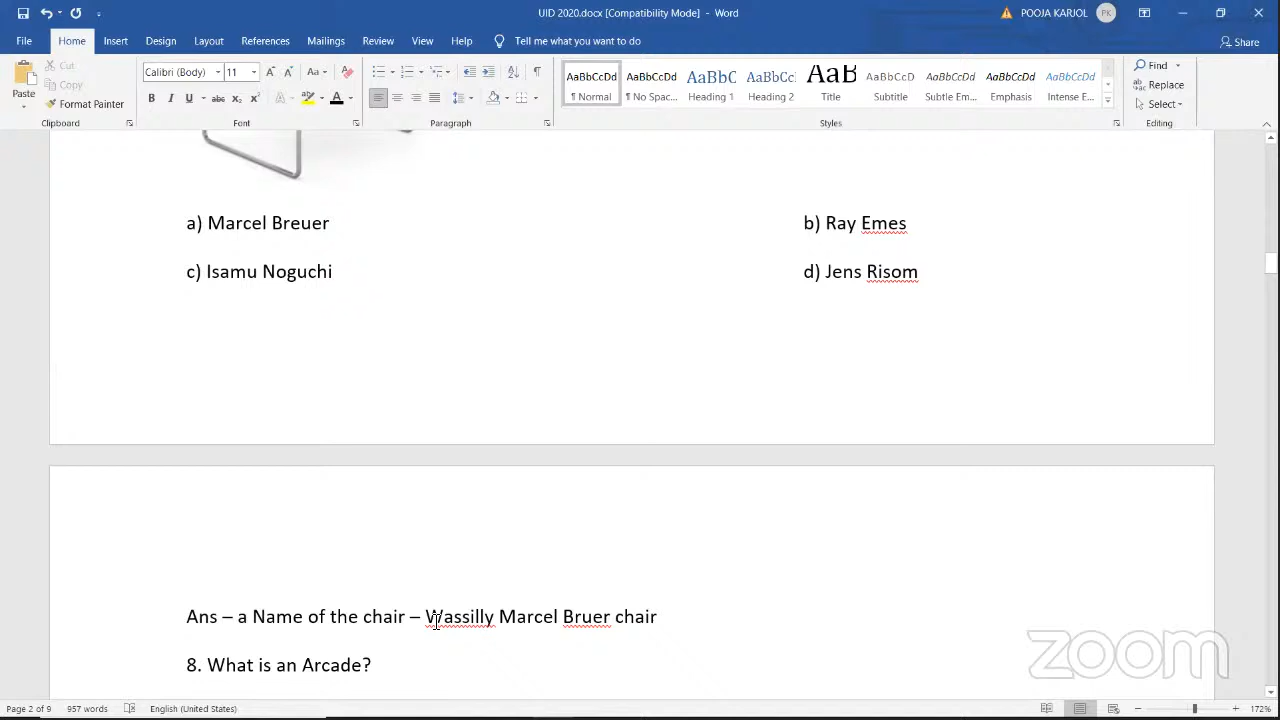 UID 2020.docx [Compatibility Mode] - Word
POOJA KARJOL PK
File Home Insert Design Layout References Mailings Review View Help Tell me what you want to do Share
Paste Cut Copy Format Painter
Calibri (Body) 11
AaBbCcDd AaBbCcDd AaBbC AaBbCc AaB AaBbCcD AaBbCcDd AaBbCcDd AaBbCcDd
¶ Normal ¶ No Spac... Heading 1 Heading 2 Title Subtitle Subtle Em... Emphasis Intense E...
Find Replace Select
Clipboard Font Paragraph Styles Editing
a) Marcel Breuer b) Ray Emes
c) Isamu Noguchi d) Jens Risom
Ans – a Name of the chair – Wassilly Marcel Bruer chair
8. What is an Arcade?
zoom
Page 2 of 9 957 words English (United States) 172%